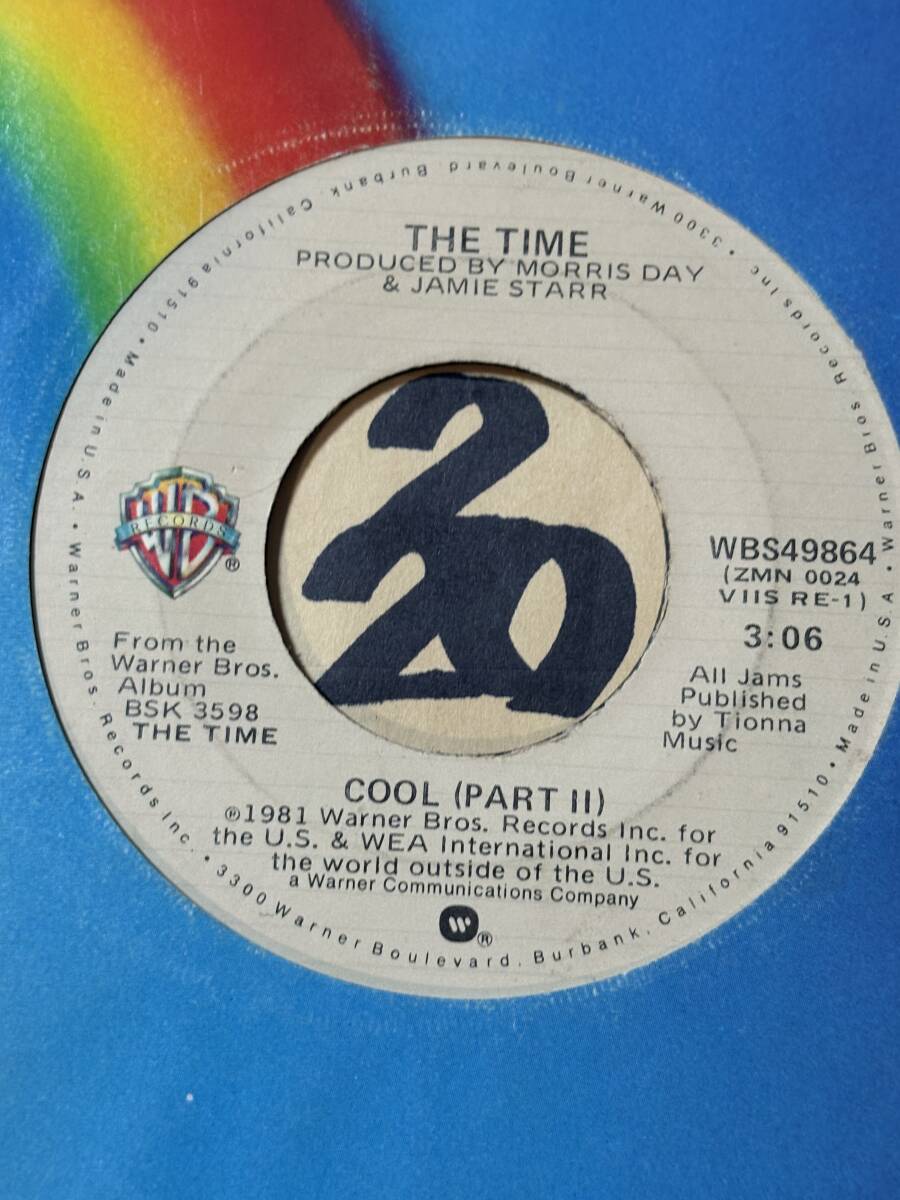 THE TIME
PRODUCED BY MORRIS DAY
& JAMIE STARR
WB
RECORDS
®
From the
Warner Bros.
Album
BSK 3598
THE TIME
2
20
WBS49864
(ZMN 0024
VIIS RE-1)
3:06
All Jams
Published
by Tionna
Music
COOL (PART II)
℗1981 Warner Bros. Records Inc. for
the U.S. & WEA International Inc. for
the world outside of the U.S.
a Warner Communications Company
W®
Warner Bros. Records Inc. • 3300 Warner Boulevard, Burbank, California 91510 • Made in U.S.A. • Warner Bros. Records Inc. • 3300 Warner Boulevard, Burbank, California 91510 • Made in U.S.A. •